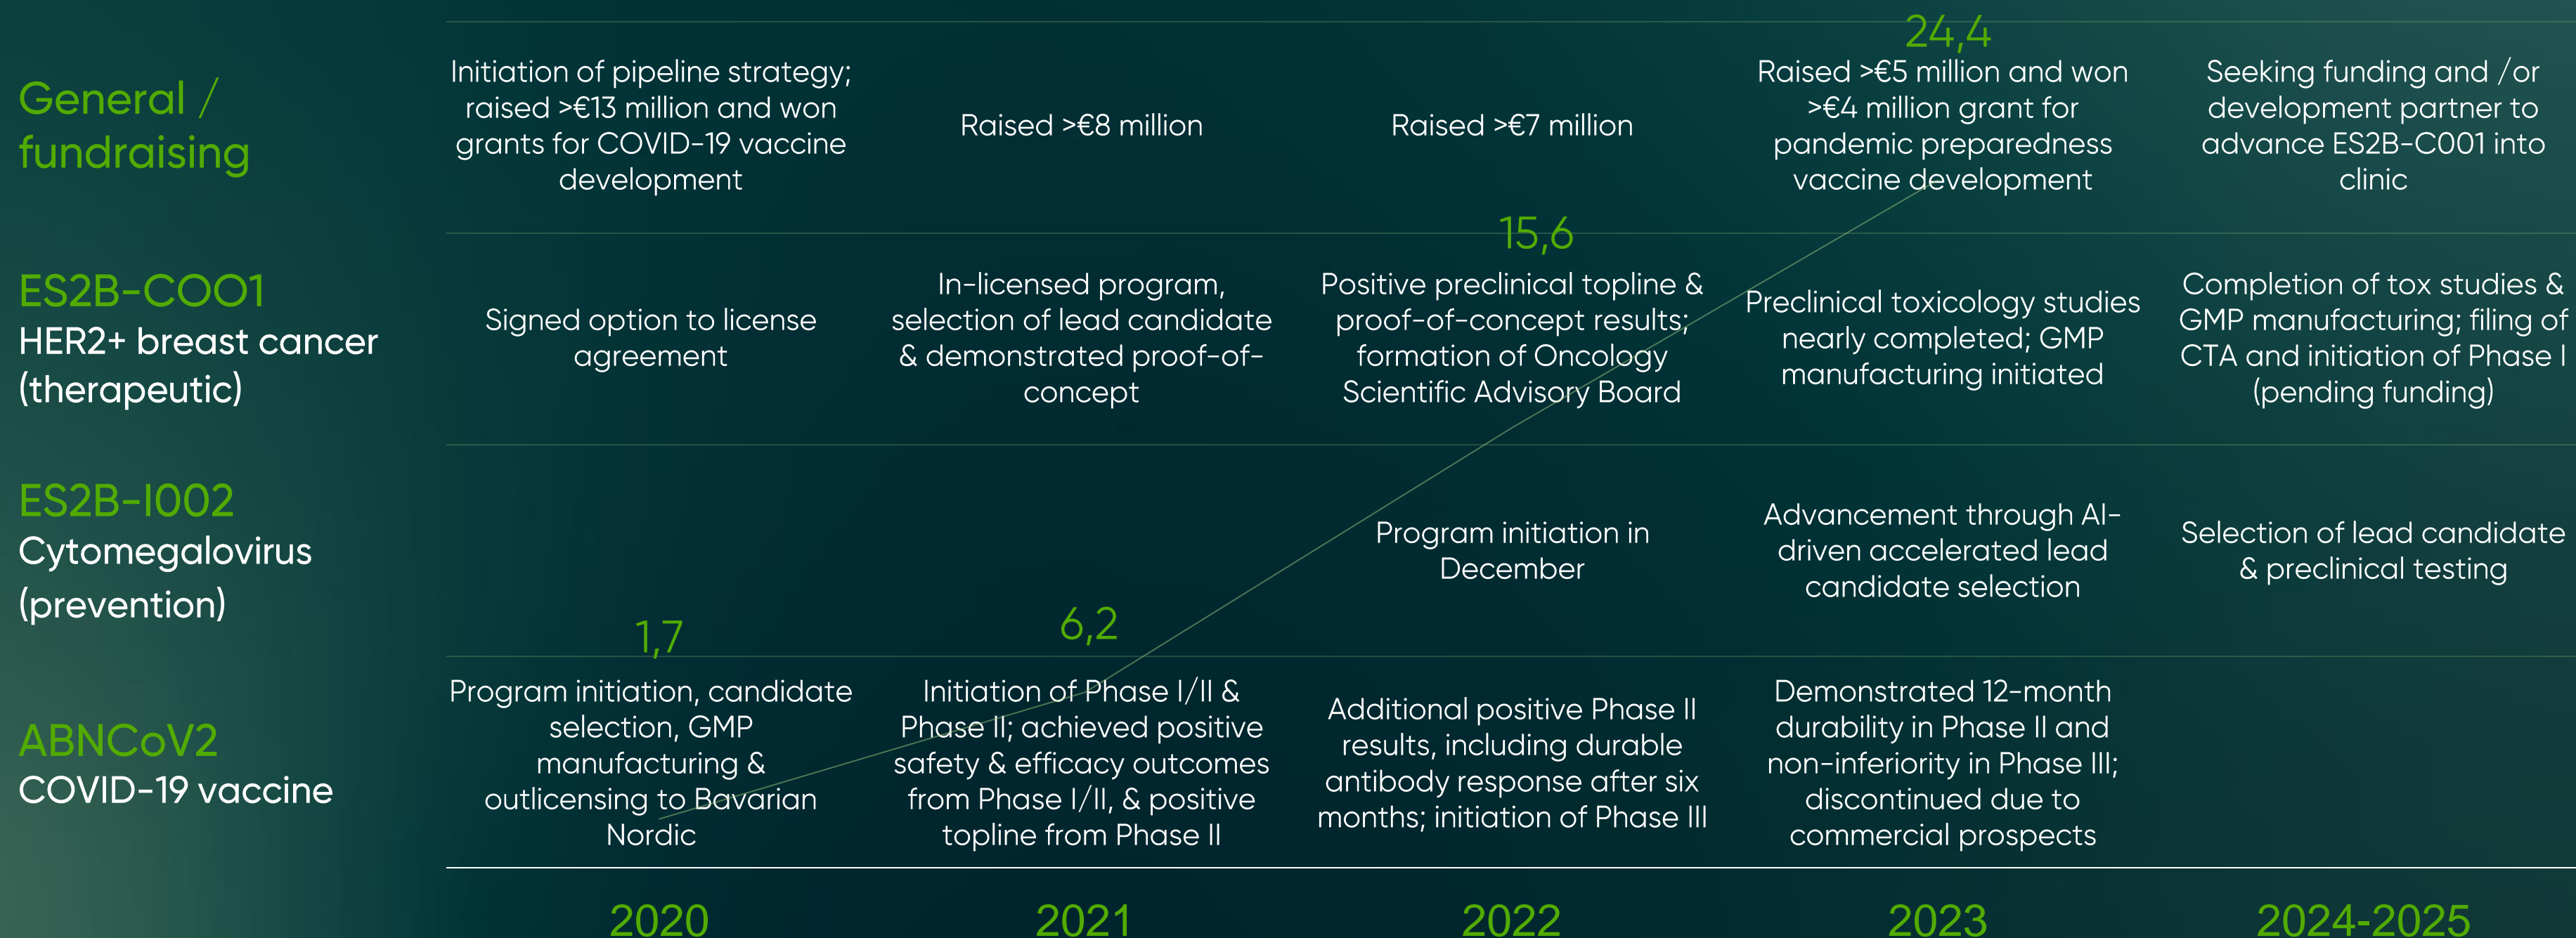 24,4
General /
fundraising
Initiation of pipeline strategy;
raised >€13 million and won
grants for COVID-19 vaccine
development
Raised >€8 million
Raised >€7 million
Raised >€5 million and won
>€4 million grant for
pandemic preparedness
vaccine development
Seeking funding and /or
development partner to
advance ES2B-C001 into
clinic
15,6
ES2B-COO1
HER2+ breast cancer
(therapeutic)
Signed option to license
agreement
In-licensed program,
selection of lead candidate
& demonstrated proof-of-
concept
Positive preclinical topline &
proof-of-concept results;
formation of Oncology
Scientific Advisory Board
Preclinical toxicology studies
nearly completed; GMP
manufacturing initiated
Completion of tox studies &
GMP manufacturing; filing of
CTA and initiation of Phase I
(pending funding)
ES2B-I002
Cytomegalovirus
(prevention)
Program initiation in
December
Advancement through AI-
driven accelerated lead
candidate selection
Selection of lead candidate
& preclinical testing
1,7
6,2
ABNCoV2
COVID-19 vaccine
Program initiation, candidate
selection, GMP
manufacturing &
outlicensing to Bavarian
Nordic
Initiation of Phase I/II &
Phase II; achieved positive
safety & efficacy outcomes
from Phase I/II, & positive
topline from Phase II
Additional positive Phase II
results, including durable
antibody response after six
months; initiation of Phase III
Demonstrated 12-month
durability in Phase II and
non-inferiority in Phase III;
discontinued due to
commercial prospects
2020
2021
2022
2023
2024-2025